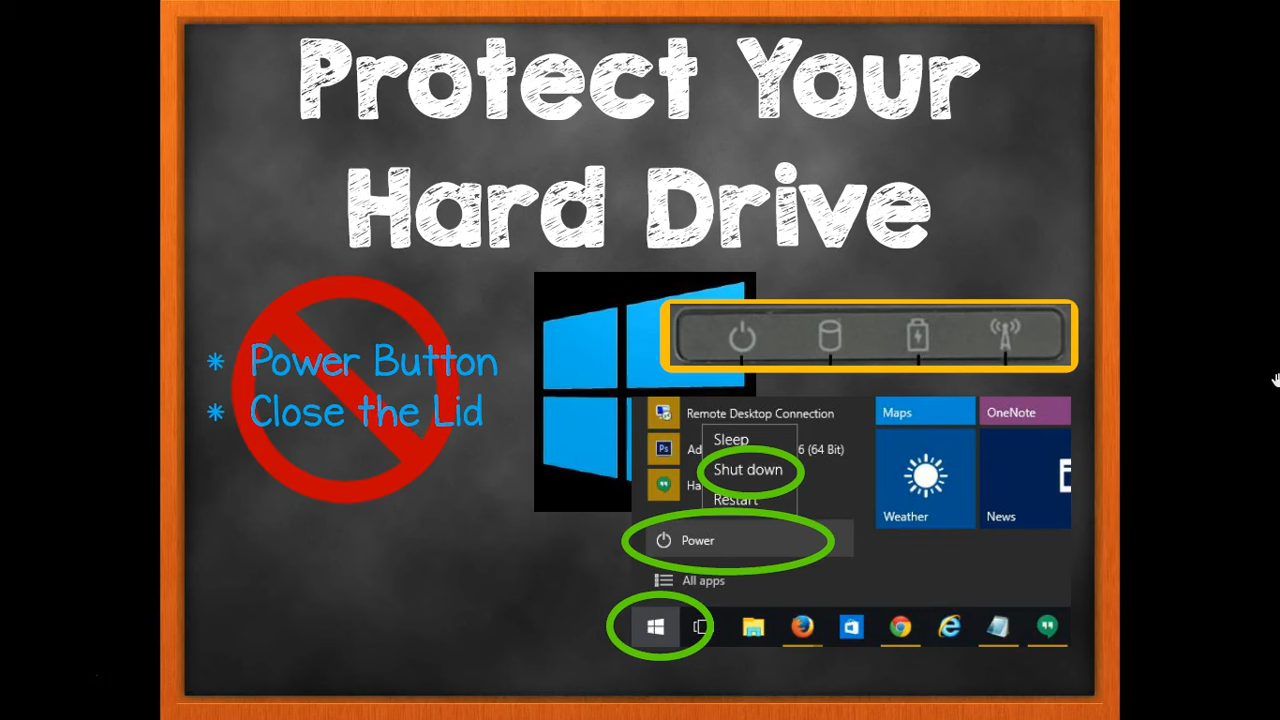 Protect Your
Hard Drive
* Power Button
* Close the Lid
Remote Desktop Connection
Maps
OneNote
Sleep
Ad
6 (64 Bit)
Shut down
Ha
Restart
Weather
News
Power
All apps